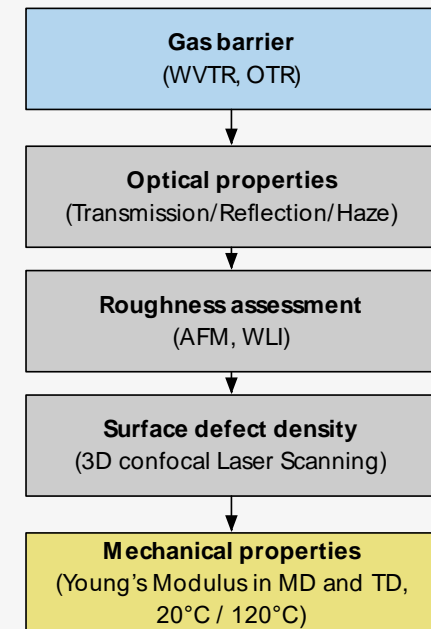 Gas barrier
(WVTR, OTR)
Optical properties
(Transmission/Reflection/Haze)
Roughness assessment
(AFM, WLI)
Surface defect density
(3D confocal Laser Scanning)
Mechanical properties
(Young's Modulus in MD and TD,
20°C / 120°C)